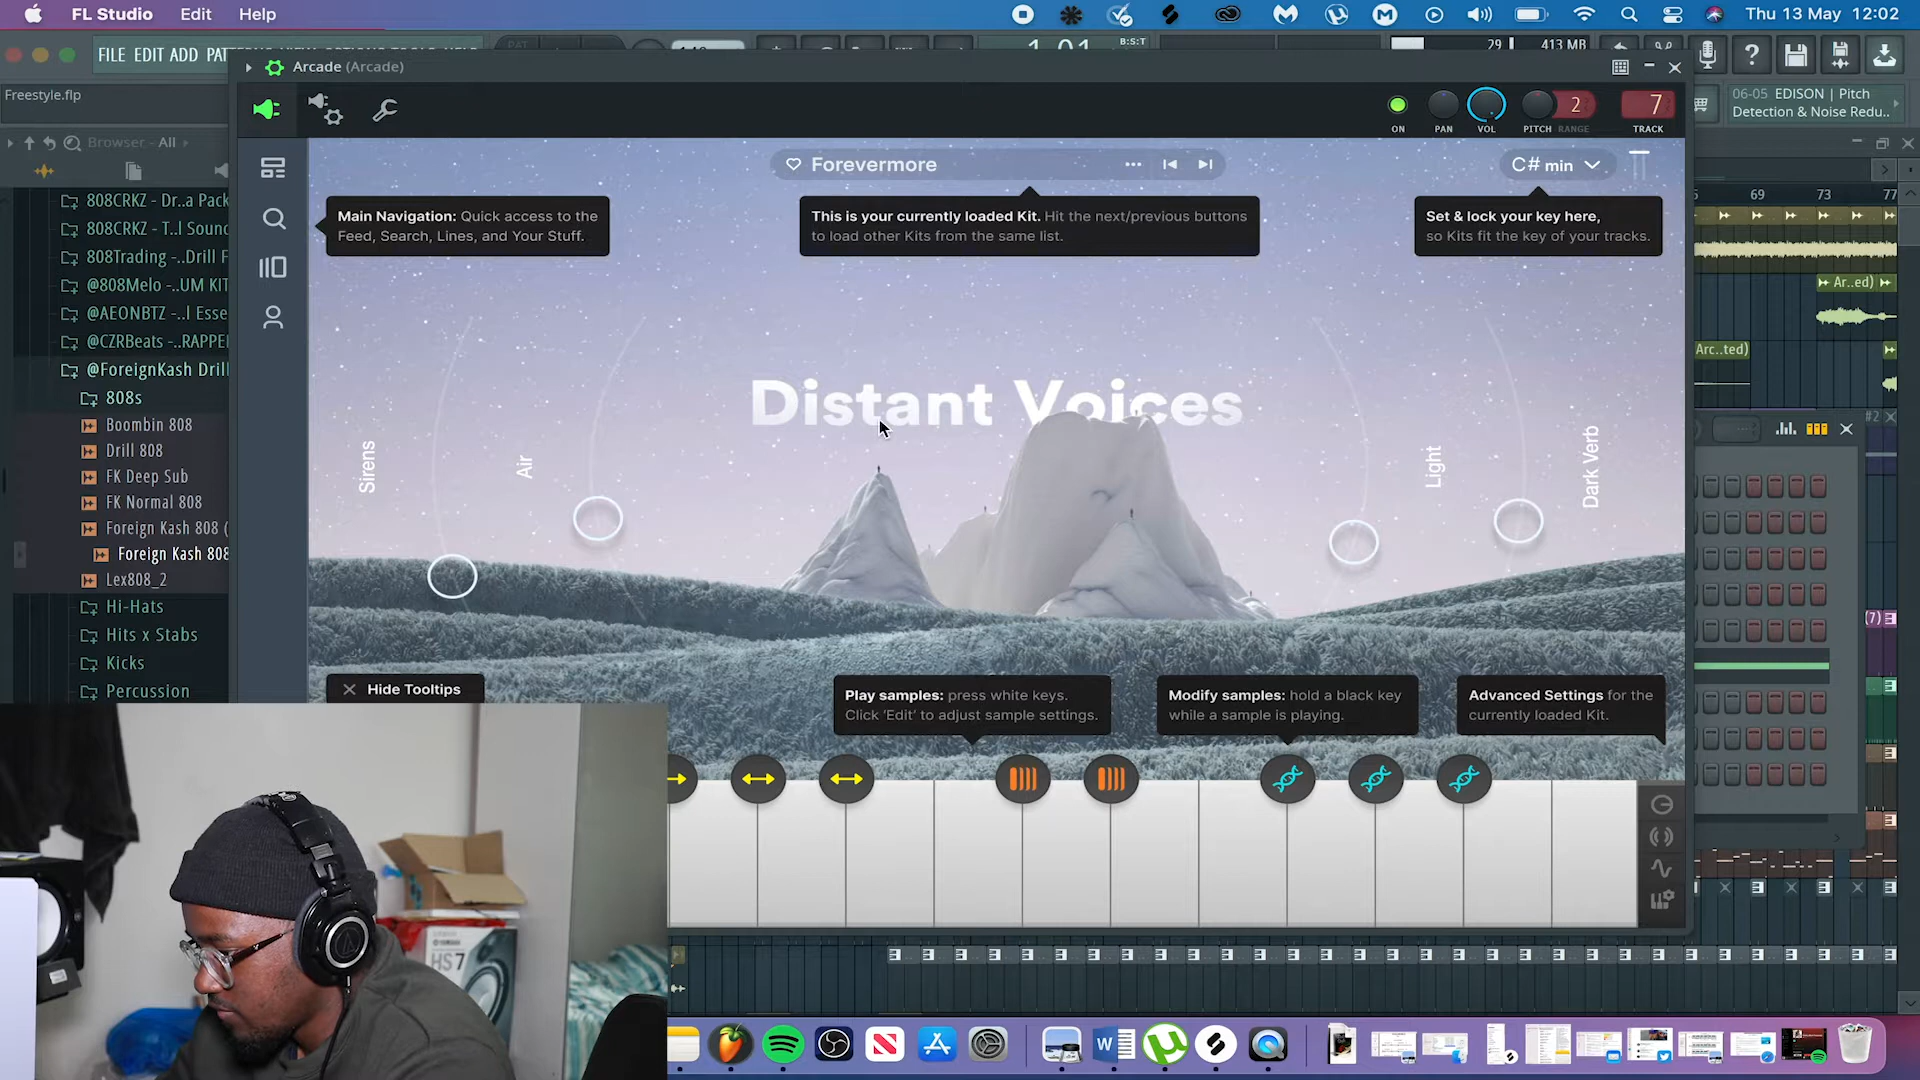 FL Studio Edit Help
Thu 13 May 12:02
FILE EDIT ADD
B:S:T
29
413 MB
Freestyle.flp
Arcade (Arcade)
ON
PAN
VOL
PITCH
2
RANGE
7
TRACK
06-05 EDISON | Pitch
Detection & Noise Redu..
Browser - All
Forevermore
C# min
69 73 77
808CRKZ - Dr..a Pack
808CRKZ - T..l Sound
808Trading -..Drill F
@808Melo -..UM KIT
@AEONBTZ -..l Esse
@CZRBeats -..RAPPE
@ForeignKash Drill
808s
Boombin 808
Drill 808
FK Deep Sub
FK Normal 808
Foreign Kash 808 (
Foreign Kash 808
Lex808_2
Hi-Hats
Hits x Stabs
Kicks
Percussion
Main Navigation: Quick access to the
Feed, Search, Lines, and Your Stuff.
This is your currently loaded Kit. Hit the next/previous buttons
to load other Kits from the same list.
Set & lock your key here,
so Kits fit the key of your tracks.
Ar..ed)
Arc..ted)
#2
Distant Voices
Sirens
Air
Light
Dark Verb
(7)
Hide Tooltips
Play samples: press white keys.
Click 'Edit' to adjust sample settings.
Modify samples: hold a black key
while a sample is playing.
Advanced Settings for the
currently loaded Kit.
YAMAHA
HS7